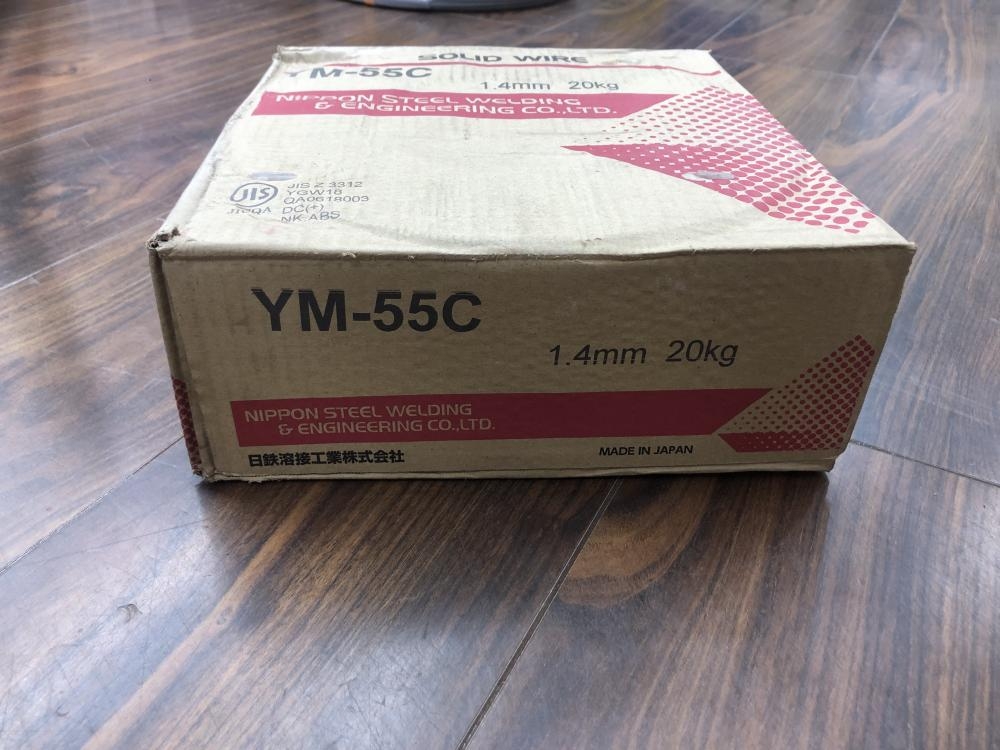 SOLID WIRE
YM-55C
1.4mm 20kg
NIPPON STEEL WELDING
& ENGINEERING CO.,LTD.
JIS
JICQA
JIS Z 3312
YGW18
QA0618003
DC(+)
NK·ABS
YM-55C
1.4mm 20kg
NIPPON STEEL WELDING
& ENGINEERING CO.,LTD.
日鉄溶接工業株式会社
MADE IN JAPAN